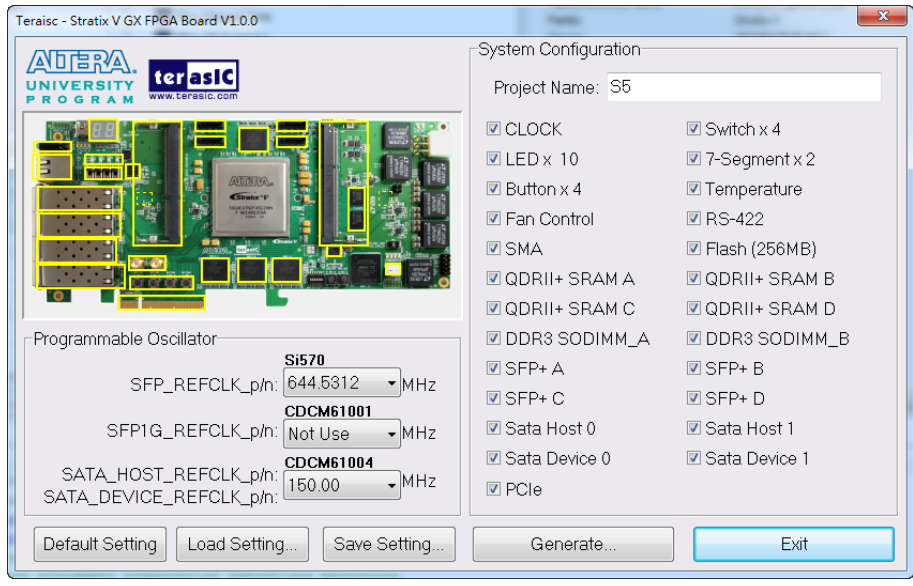 Teraisc - Stratix V GX FPGA Board V1.0.0
ALTERA.
UNIVERSITY
PROGRAM
terasIC
www.terasic.com
ALTERA
Stratix V
System Configuration
Project Name: S5
CLOCK
Switch x 4
LED x 10
7-Segment x 2
Button x 4
Temperature
Fan Control
RS-422
SMA
Flash (256MB)
QDRII+ SRAM A
QDRII+ SRAM B
QDRII+ SRAM C
QDRII+ SRAM D
DDR3 SODIMM_A
DDR3 SODIMM_B
SFP+ A
SFP+ B
SFP+ C
SFP+ D
Sata Host 0
Sata Host 1
Sata Device 0
Sata Device 1
PCIe
Programmable Oscillator
Si570
SFP_REFCLK_p/n: 644.5312 MHz
CDCM61001
SFP1G_REFCLK_p/n: Not Use MHz
CDCM61004
SATA_HOST_REFCLK_p/n:
SATA_DEVICE_REFCLK_p/n: 150.00 MHz
Default Setting
Load Setting...
Save Setting...
Generate...
Exit